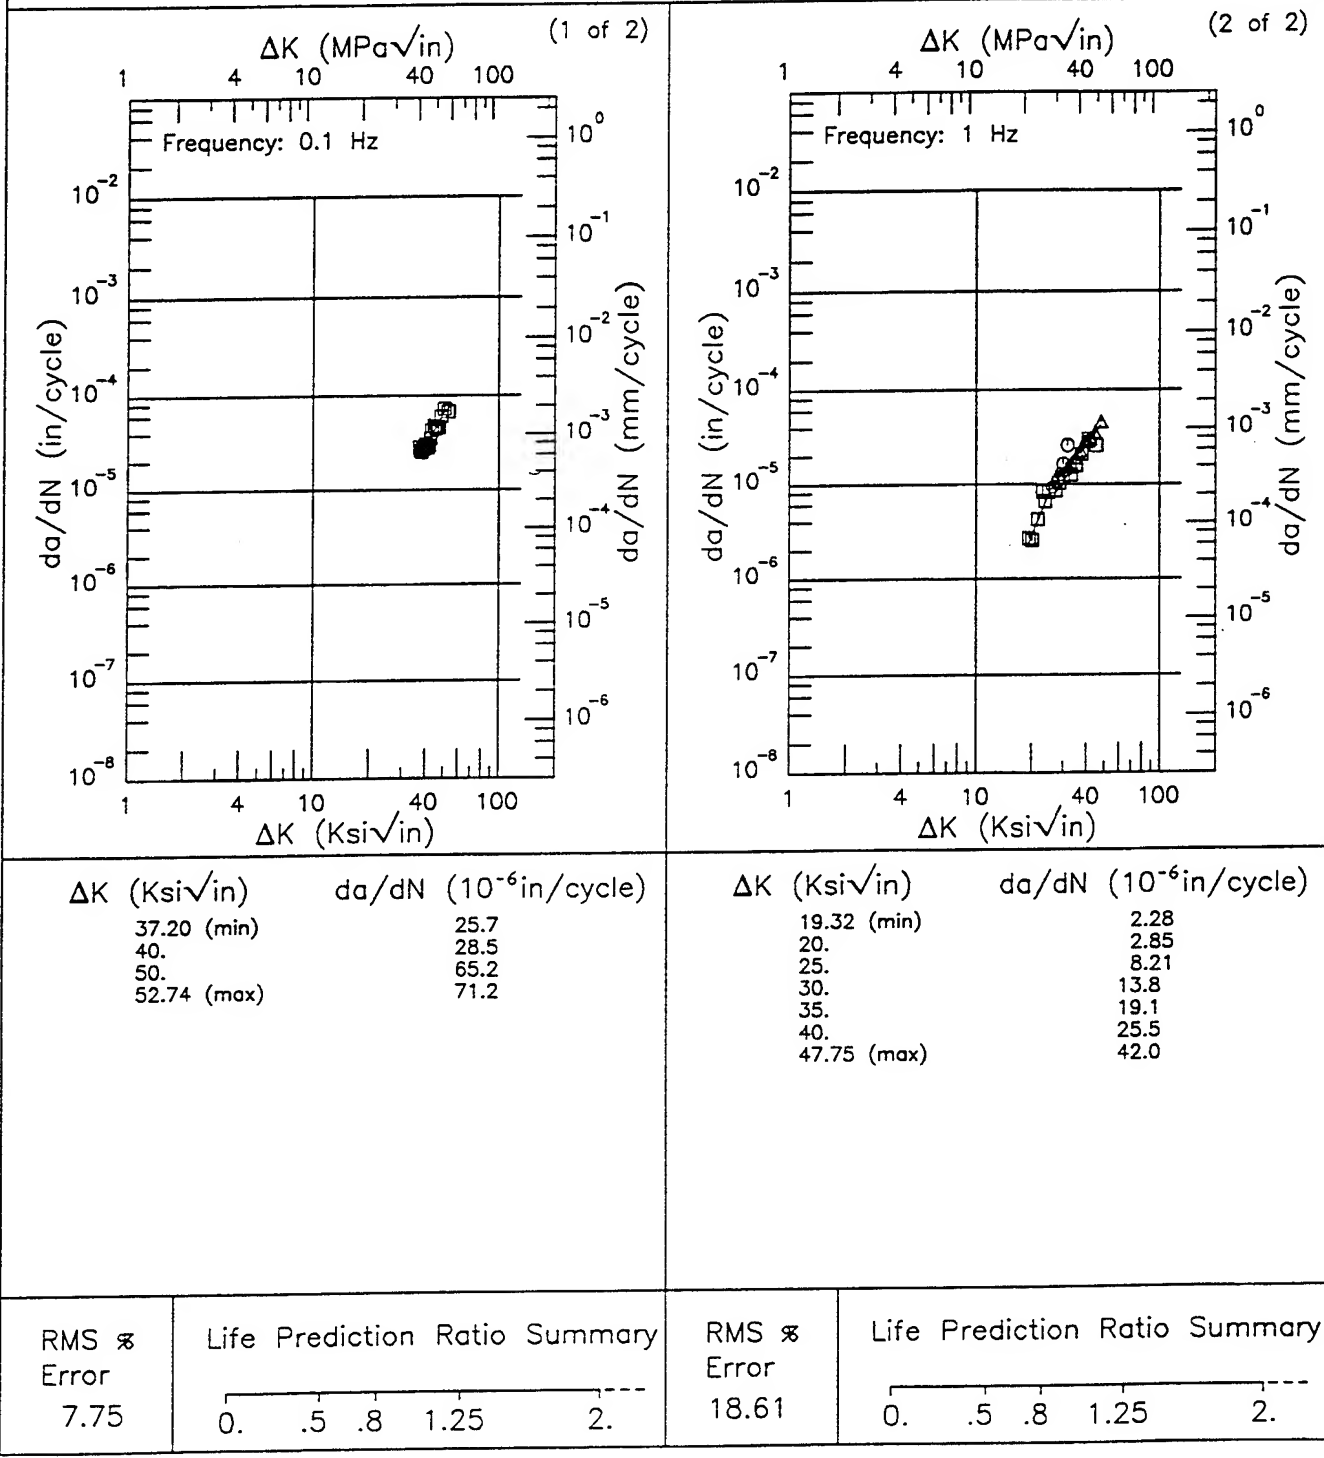 (1 of 2)
ΔK (MPa√in)
1 4 10 40 100
Frequency: 0.1 Hz
10⁰
10⁻²
10⁻¹
10⁻³
10⁻²
10⁻⁴
10⁻³
10⁻⁵
10⁻⁴
10⁻⁶
10⁻⁵
10⁻⁷
10⁻⁶
10⁻⁸
da/dN (in/cycle)
da/dN (mm/cycle)
1 4 10 40 100
ΔK (Ksi√in)
ΔK (Ksi√in) da/dN (10⁻⁶in/cycle)
37.20 (min) 25.7
40. 28.5
50. 65.2
52.74 (max) 71.2
RMS %
Error
7.75
Life Prediction Ratio Summary
0. .5 .8 1.25 2.
(2 of 2)
ΔK (MPa√in)
1 4 10 40 100
Frequency: 1 Hz
10⁰
10⁻²
10⁻¹
10⁻³
10⁻²
10⁻⁴
10⁻³
10⁻⁵
10⁻⁴
10⁻⁶
10⁻⁵
10⁻⁷
10⁻⁶
10⁻⁸
da/dN (in/cycle)
da/dN (mm/cycle)
1 4 10 40 100
ΔK (Ksi√in)
ΔK (Ksi√in) da/dN (10⁻⁶in/cycle)
19.32 (min) 2.28
20. 2.85
25. 8.21
30. 13.8
35. 19.1
40. 25.5
47.75 (max) 42.0
RMS %
Error
18.61
Life Prediction Ratio Summary
0. .5 .8 1.25 2.